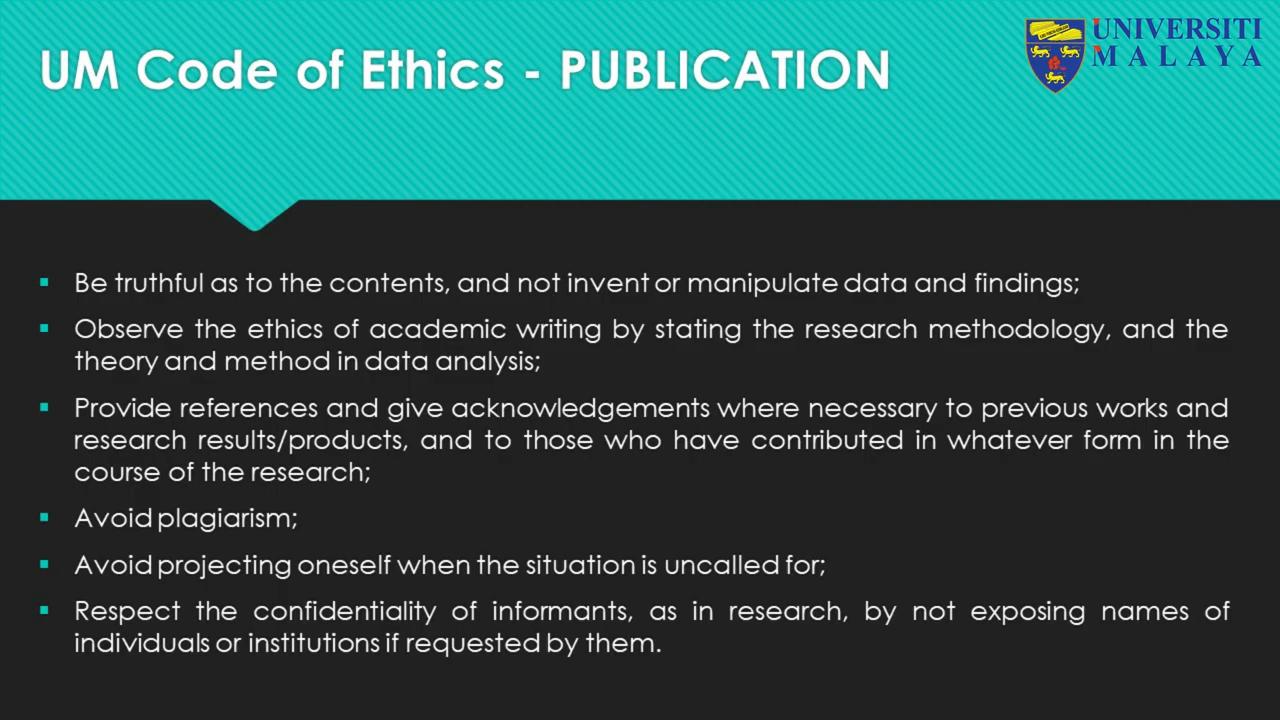 UM Code of Ethics - PUBLICATION
UNIVERSITI
MALAYA
Be truthful as to the contents, and not invent or manipulate data and findings;
Observe the ethics of academic writing by stating the research methodology, and the
theory and method in data analysis;
Provide references and give acknowledgements where necessary to previous works and
research results/products, and to those who have contributed in whatever form in the
course of the research;
Avoid plagiarism;
Avoid projecting oneself when the situation is uncalled for;
Respect the confidentiality of informants, as in research, by not exposing names of
individuals or institutions if requested by them.